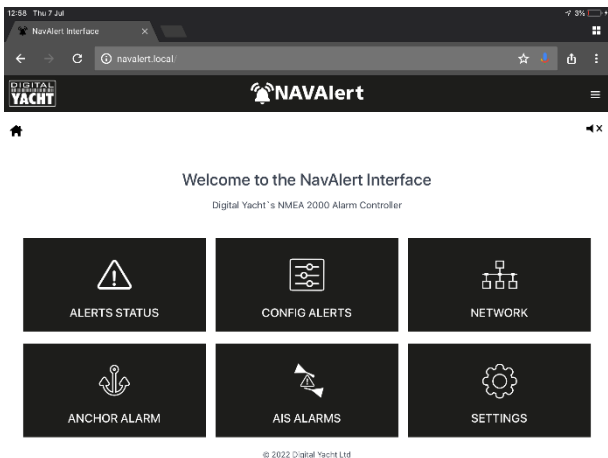 12:58 Thu 7 Jul 3%
NavAlert Interface
navalert.local/
DIGITAL
YACHT
NAVAlert
Welcome to the NavAlert Interface
Digital Yacht`s NMEA 2000 Alarm Controller
ALERTS STATUS
CONFIG ALERTS
NETWORK
ANCHOR ALARM
AIS ALARMS
SETTINGS
© 2022 Digital Yacht Ltd